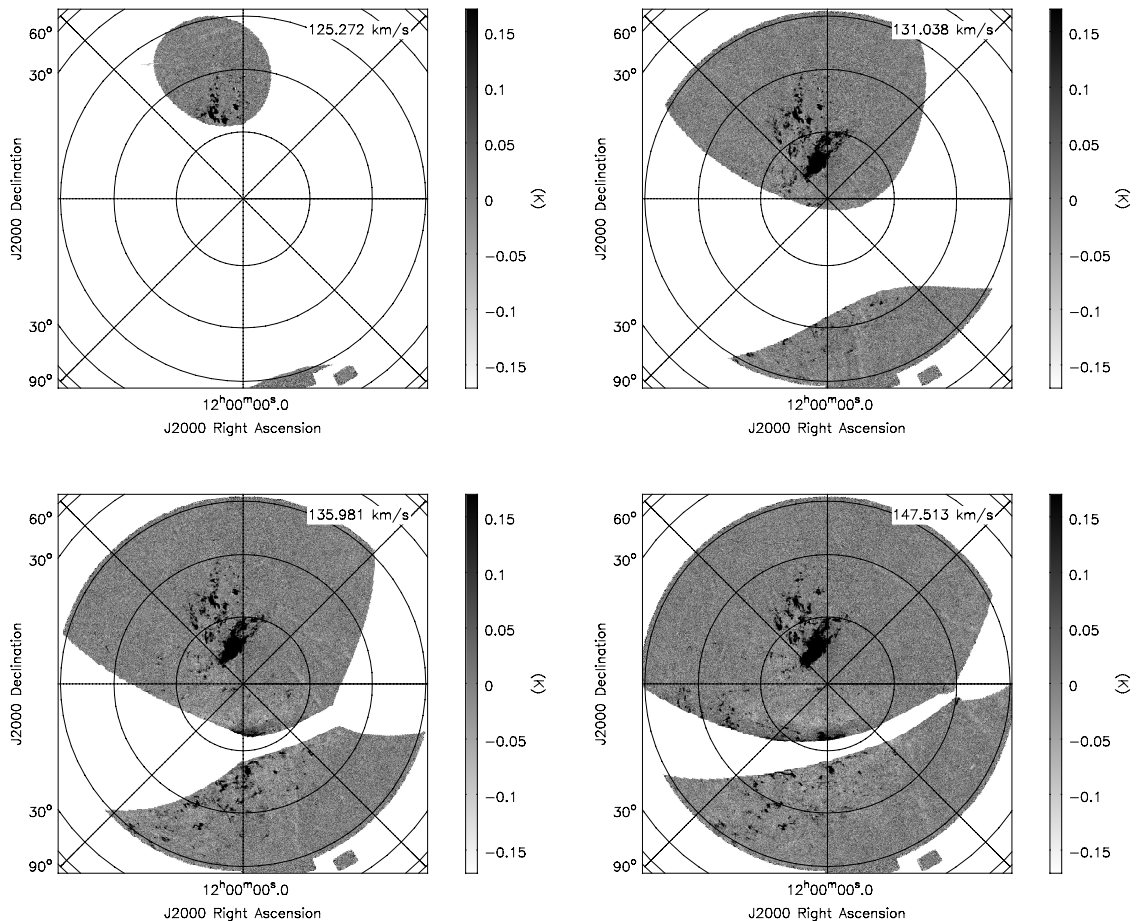 125.272 km/s
60°
30°
30°
90°
J2000 Declination
12ʰ00ᵐ00ˢ.0
J2000 Right Ascension
0.15
0.1
0.05
0
−0.05
−0.1
−0.15
(K)
131.038 km/s
60°
30°
30°
90°
J2000 Declination
12ʰ00ᵐ00ˢ.0
J2000 Right Ascension
0.15
0.1
0.05
0
−0.05
−0.1
−0.15
(K)
135.981 km/s
60°
30°
30°
90°
J2000 Declination
12ʰ00ᵐ00ˢ.0
J2000 Right Ascension
0.15
0.1
0.05
0
−0.05
−0.1
−0.15
(K)
147.513 km/s
60°
30°
30°
90°
J2000 Declination
12ʰ00ᵐ00ˢ.0
J2000 Right Ascension
0.15
0.1
0.05
0
−0.05
−0.1
−0.15
(K)